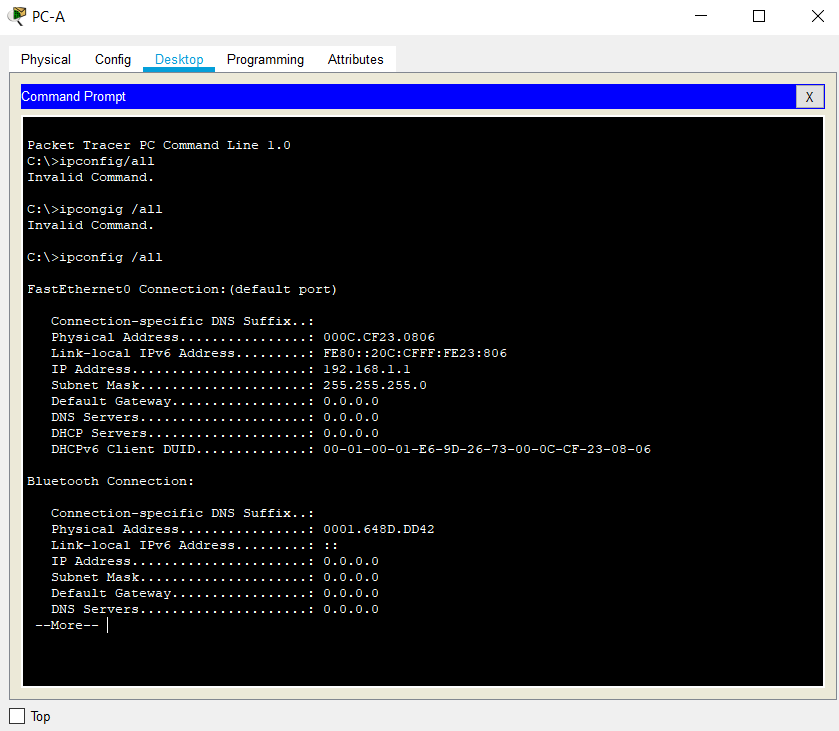 PC-A
Physical Config Desktop Programming Attributes
Command Prompt X
Packet Tracer PC Command Line 1.0
C:\>ipconfig/all
Invalid Command.
C:\>ipcongig /all
Invalid Command.
C:\>ipconfig /all
FastEthernet0 Connection:(default port)
Connection-specific DNS Suffix..:
Physical Address................: 000C.CF23.0806
Link-local IPv6 Address.........: FE80::20C:CFFF:FE23:806
IP Address......................: 192.168.1.1
Subnet Mask.....................: 255.255.255.0
Default Gateway.................: 0.0.0.0
DNS Servers.....................: 0.0.0.0
DHCP Servers....................: 0.0.0.0
DHCPv6 Client DUID..............: 00-01-00-01-E6-9D-26-73-00-0C-CF-23-08-06
Bluetooth Connection:
Connection-specific DNS Suffix..:
Physical Address................: 0001.648D.DD42
Link-local IPv6 Address.........: ::
IP Address......................: 0.0.0.0
Subnet Mask.....................: 0.0.0.0
Default Gateway.................: 0.0.0.0
DNS Servers.....................: 0.0.0.0
--More--
Top